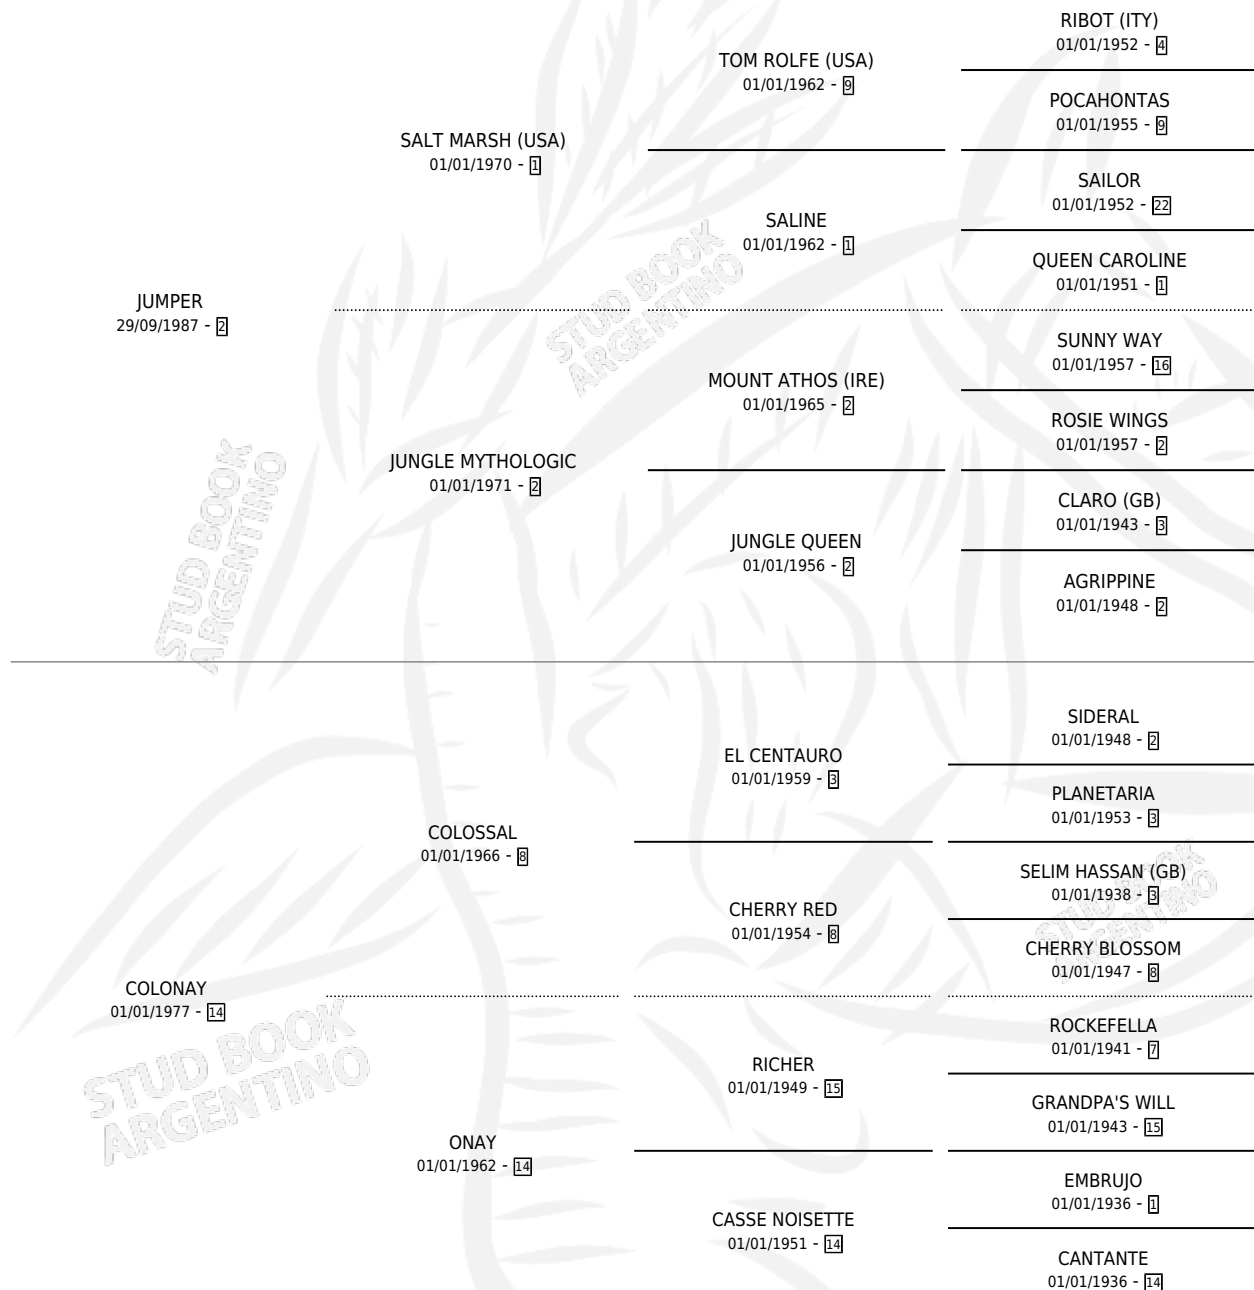 JUMPER
29/09/1987 - 2
SALT MARSH (USA)
01/01/1970 - 1
JUNGLE MYTHOLOGIC
01/01/1971 - 2
TOM ROLFE (USA)
01/01/1962 - 9
SALINE
01/01/1962 - 1
MOUNT ATHOS (IRE)
01/01/1965 - 2
JUNGLE QUEEN
01/01/1956 - 2
RIBOT (ITY)
01/01/1952 - 4
POCAHONTAS
01/01/1955 - 9
SAILOR
01/01/1952 - 22
QUEEN CAROLINE
01/01/1951 - 1
SUNNY WAY
01/01/1957 - 16
ROSIE WINGS
01/01/1957 - 2
CLARO (GB)
01/01/1943 - 3
AGRIPPINE
01/01/1948 - 2
STUD BOOK
ARGENTINO
STUD BOOK
ARGENTINO
COLONAY
01/01/1977 - 14
COLOSSAL
01/01/1966 - 8
ONAY
01/01/1962 - 14
EL CENTAURO
01/01/1959 - 3
CHERRY RED
01/01/1954 - 8
RICHER
01/01/1949 - 15
CASSE NOISETTE
01/01/1951 - 14
SIDERAL
01/01/1948 - 2
PLANETARIA
01/01/1953 - 3
SELIM HASSAN (GB)
01/01/1938 - 3
CHERRY BLOSSOM
01/01/1947 - 8
ROCKEFELLA
01/01/1941 - 7
GRANDPA'S WILL
01/01/1943 - 15
EMBRUJO
01/01/1936 - 1
CANTANTE
01/01/1936 - 14
STUD BOOK
ARGENTINO
STUD BOOK
ARGENTINO